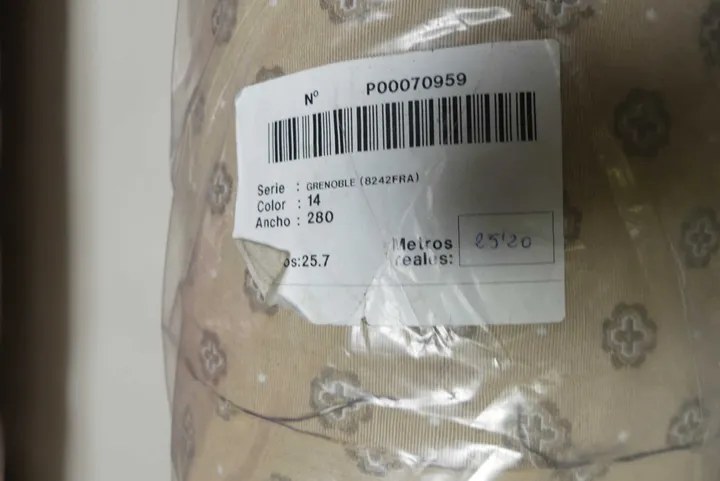 Nº P00070959
Serie : GRENOBLE (8242FRA)
Color : 14
Ancho : 280
os:25.7
Metros
reales:
25'20